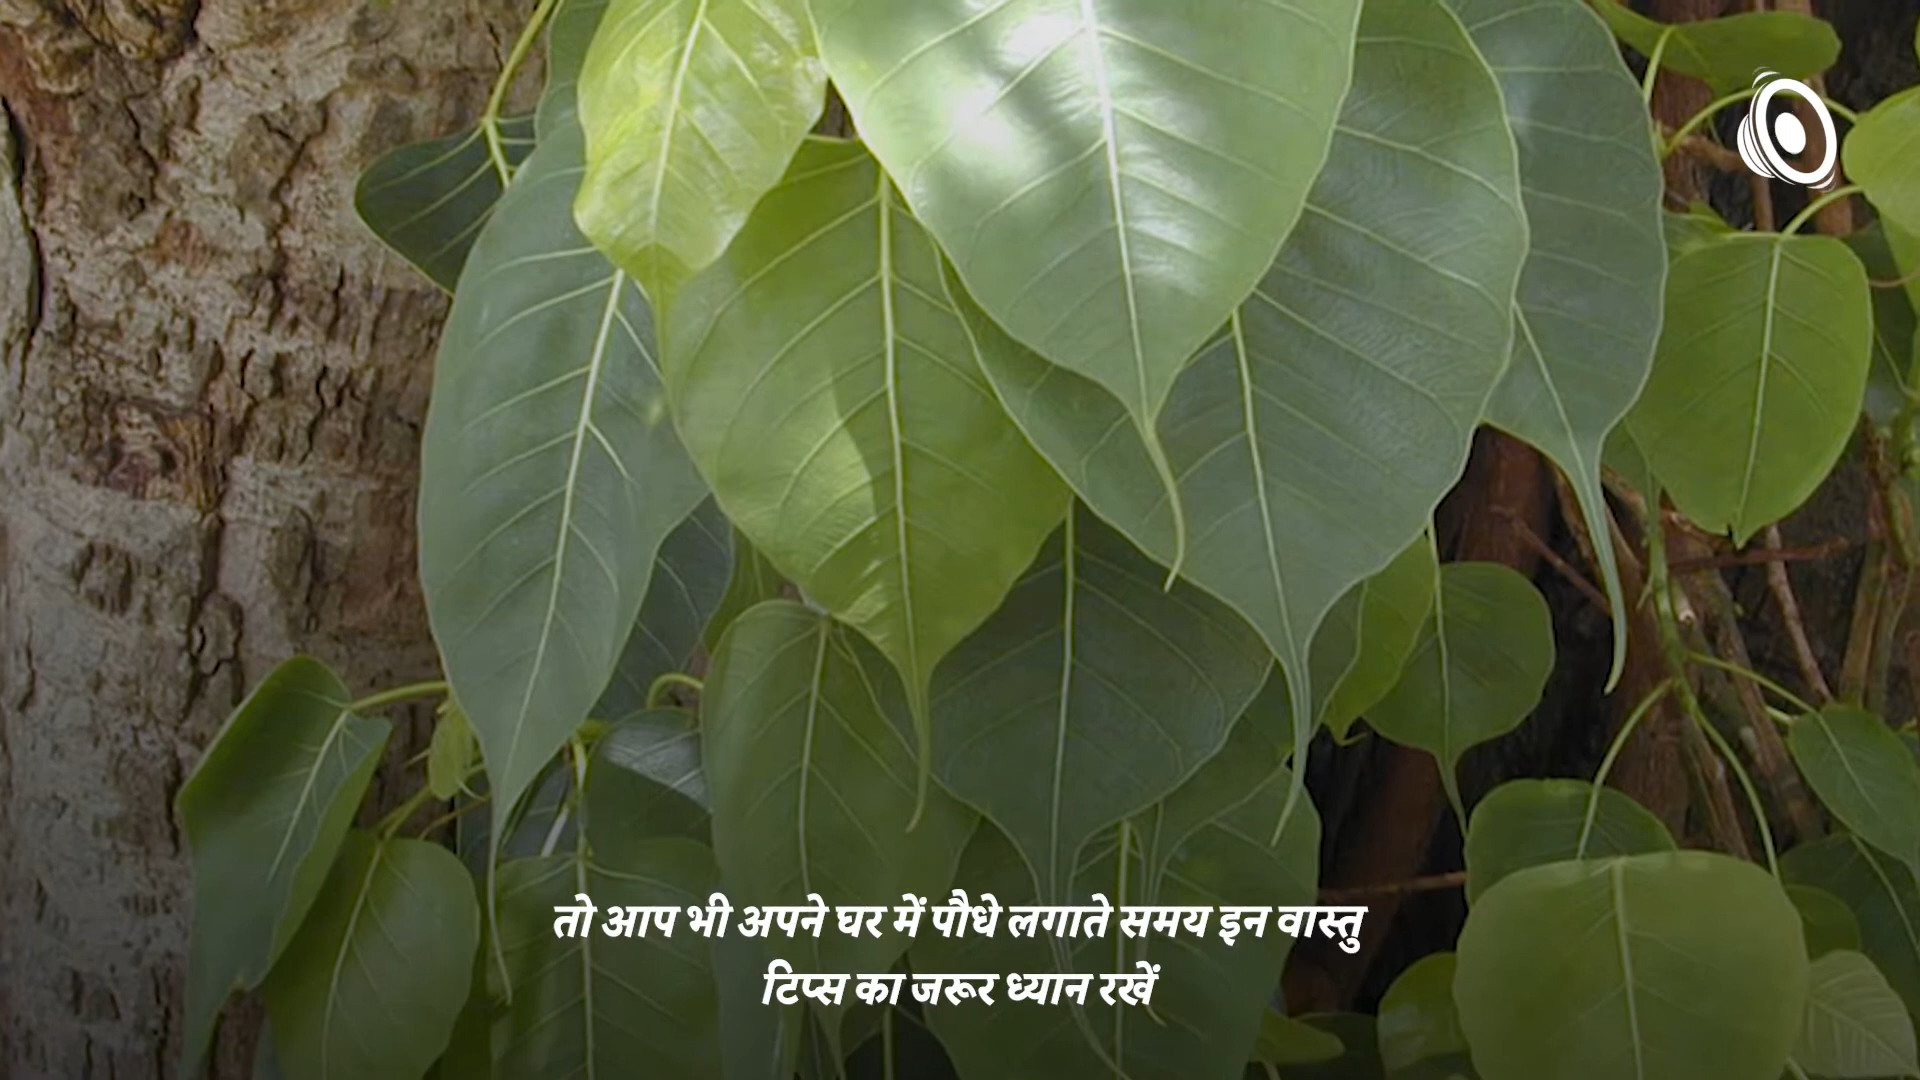 तो आप भी अपने घर में पौधे लगाते समय इन वास्तु
टिप्स का जरूर ध्यान रखें